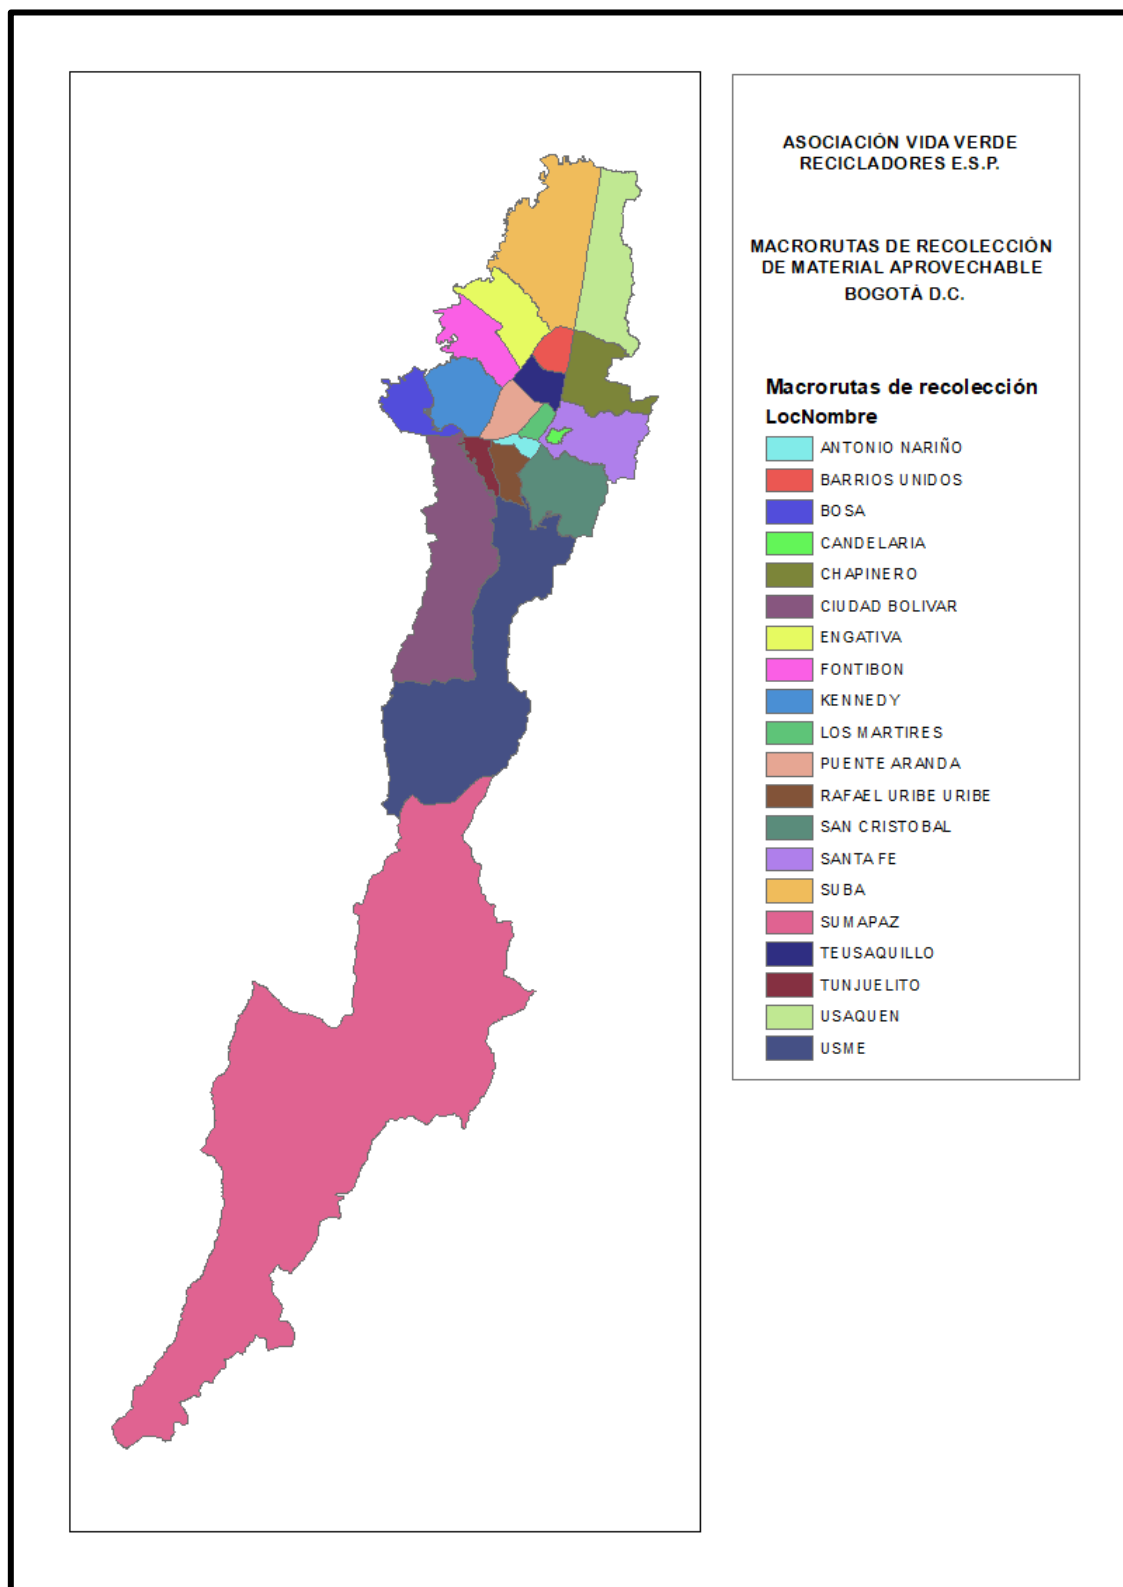 ASOCIACIÓN VIDA VERDE
RECICLADORES E.S.P.
MACRORUTAS DE RECOLECCIÓN
DE MATERIAL APROVECHABLE
BOGOTÁ D.C.
Macrorutas de recolección
LocNombre
ANTONIO NARIÑO
BARRIOS UNIDOS
BOSA
CANDELARIA
CHAPINERO
CIUDAD BOLIVAR
ENGATIVA
FONTIBON
KENNEDY
LOS MARTIRES
PUENTE ARANDA
RAFAEL URIBE URIBE
SAN CRISTOBAL
SANTA FE
SUBA
SUMAPAZ
TEUSAQUILLO
TUNJUELITO
USAQUEN
USME